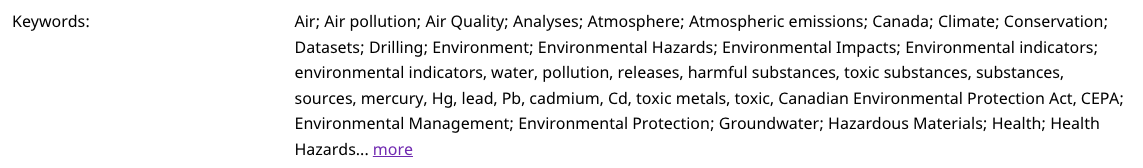 Keywords: Air; Air pollution; Air Quality; Analyses; Atmosphere; Atmospheric emissions; Canada; Climate; Conservation;
Datasets; Drilling; Environment; Environmental Hazards; Environmental Impacts; Environmental indicators;
environmental indicators, water, pollution, releases, harmful substances, toxic substances, substances,
sources, mercury, Hg, lead, Pb, cadmium, Cd, toxic metals, toxic, Canadian Environmental Protection Act, CEPA;
Environmental Management; Environmental Protection; Groundwater; Hazardous Materials; Health; Health
Hazards... more